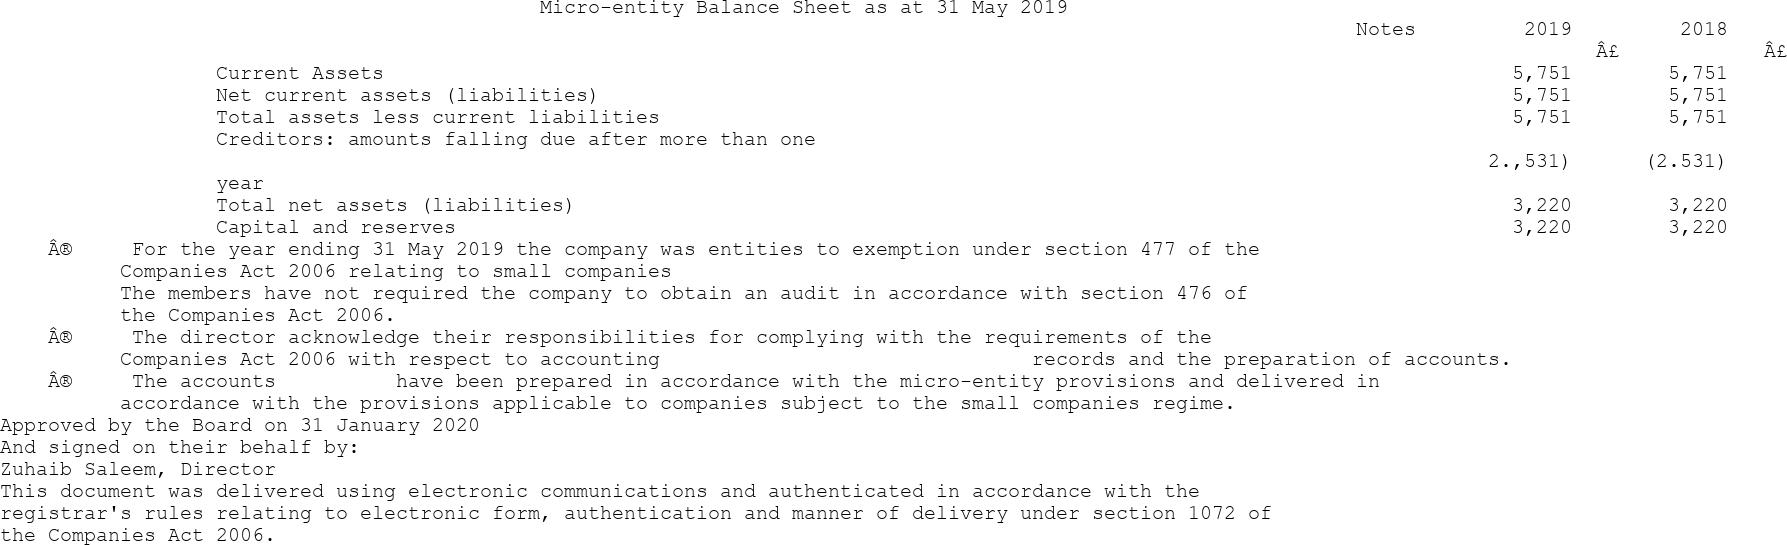 Micro-entity Balance Sheet as at 31 May 2019
Notes 2019 2018
Â£ Â£
Current Assets 5,751 5,751
Net current assets (liabilities) 5,751 5,751
Total assets less current liabilities 5,751 5,751
Creditors: amounts falling due after more than one
2.,531) (2.531)
year
Total net assets (liabilities) 3,220 3,220
Capital and reserves 3,220 3,220
Â® For the year ending 31 May 2019 the company was entities to exemption under section 477 of the
Companies Act 2006 relating to small companies
The members have not required the company to obtain an audit in accordance with section 476 of
the Companies Act 2006.
Â® The director acknowledge their responsibilities for complying with the requirements of the
Companies Act 2006 with respect to accounting records and the preparation of accounts.
Â® The accounts have been prepared in accordance with the micro-entity provisions and delivered in
accordance with the provisions applicable to companies subject to the small companies regime.
Approved by the Board on 31 January 2020
And signed on their behalf by:
Zuhaib Saleem, Director
This document was delivered using electronic communications and authenticated in accordance with the
registrar's rules relating to electronic form, authentication and manner of delivery under section 1072 of
the Companies Act 2006.